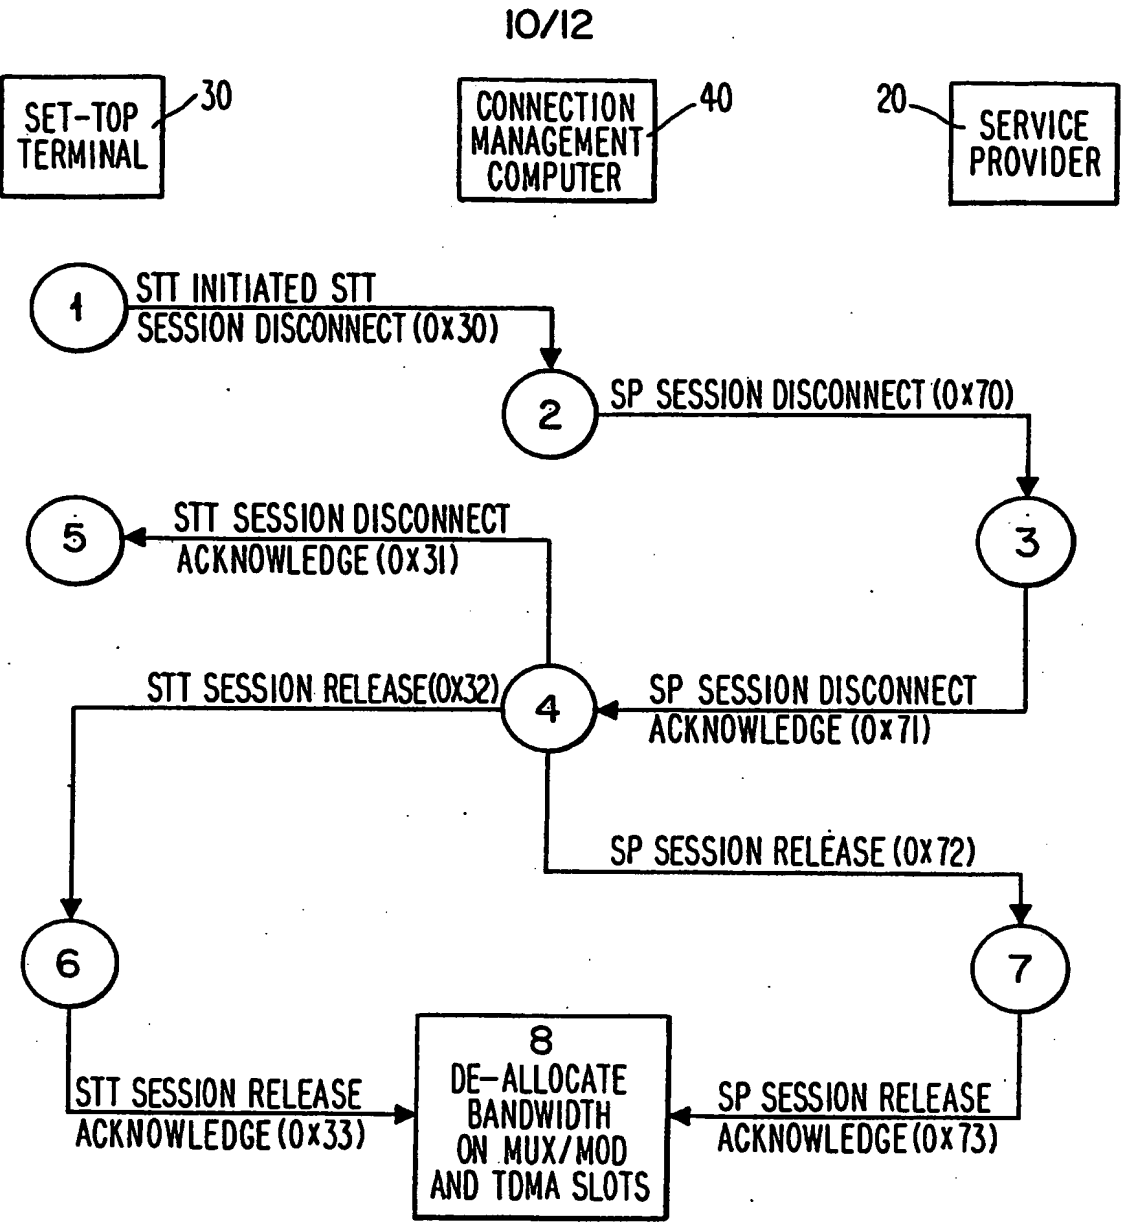 10/12
SET-TOP
TERMINAL
30
CONNECTION
MANAGEMENT
COMPUTER
40
20
SERVICE
PROVIDER
1
STT INITIATED STT
SESSION DISCONNECT (0X30)
2
SP SESSION DISCONNECT (0X70)
3
5
STT SESSION DISCONNECT
ACKNOWLEDGE (0X31)
STT SESSION RELEASE (0X32)
4
SP SESSION DISCONNECT
ACKNOWLEDGE (0X71)
SP SESSION RELEASE (0X72)
6
7
STT SESSION RELEASE
ACKNOWLEDGE (0X33)
8
DE-ALLOCATE
BANDWIDTH
ON MUX/MOD
AND TDMA SLOTS
SP SESSION RELEASE
ACKNOWLEDGE (0X73)